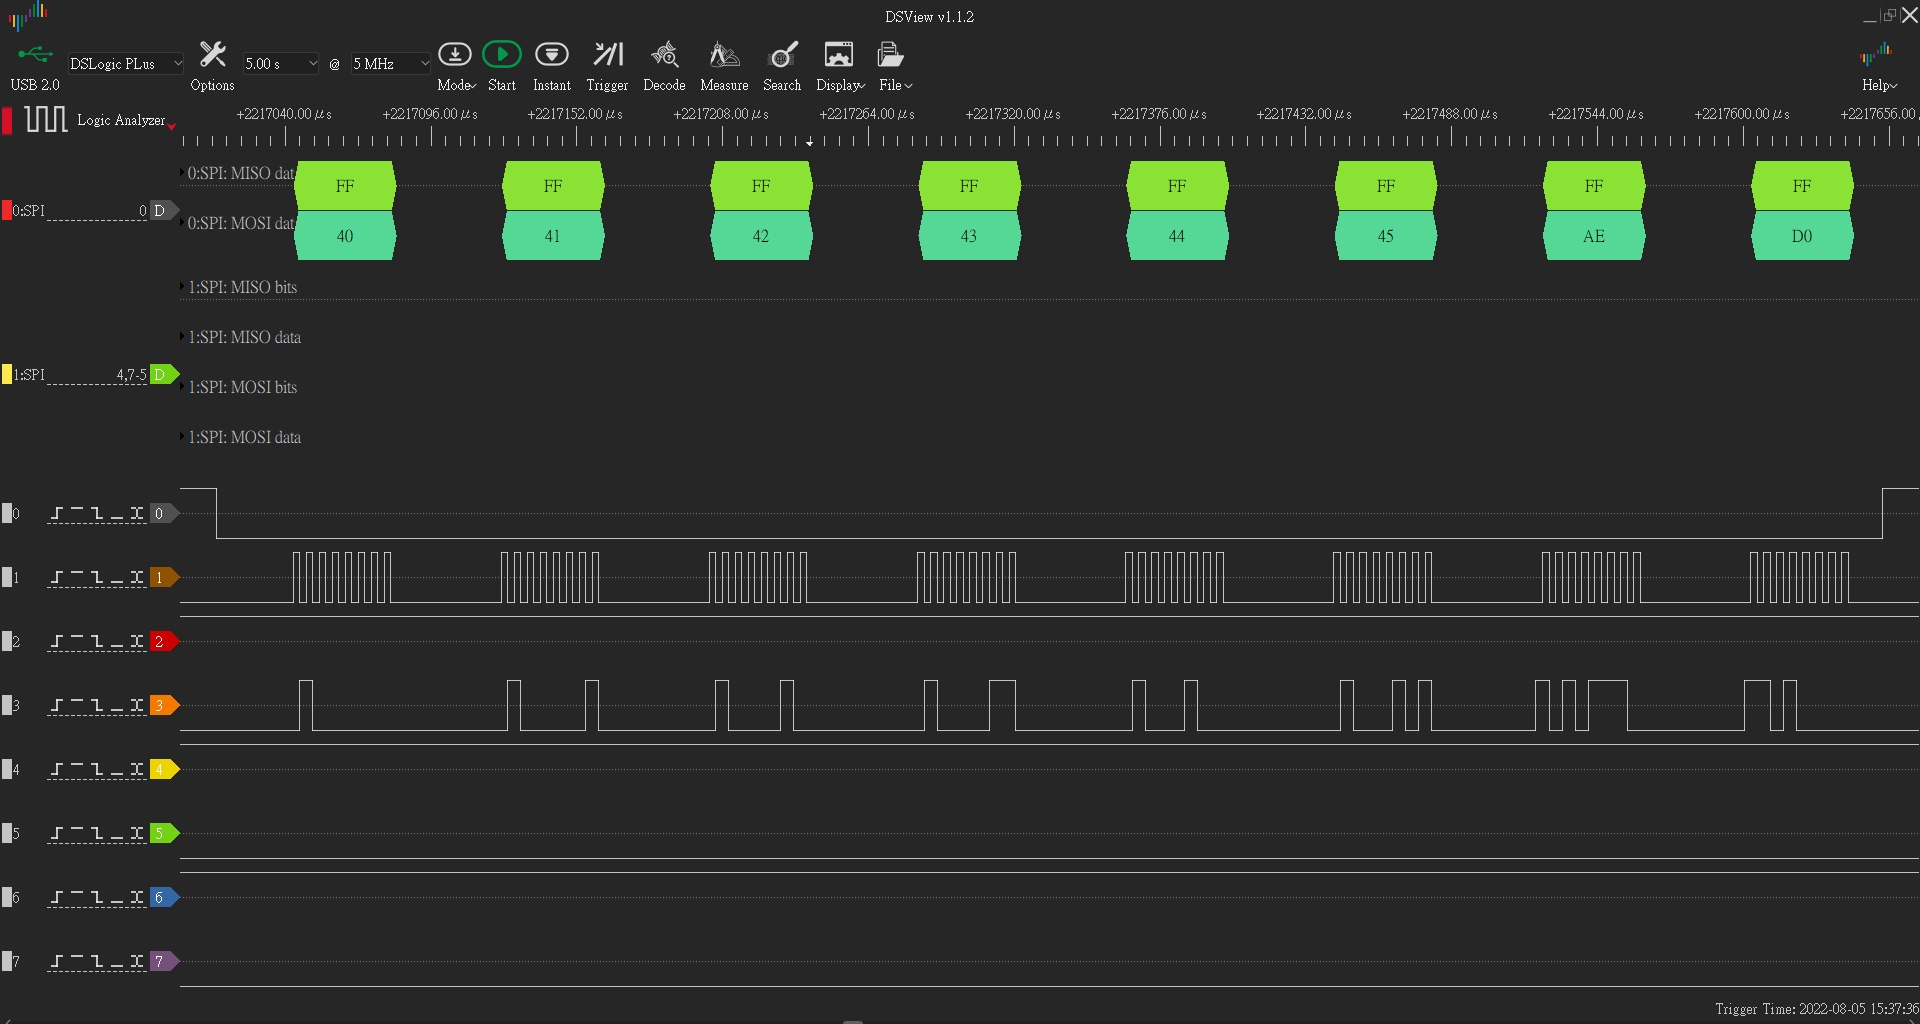 DSView v1.1.2
USB 2.0
DSLogic PLus
Options
5.00 s
@
5 MHz
Mode
Start
Instant
Trigger
Decode
Measure
Search
Display
File
Help
Logic Analyzer
+2217040.00 μs
+2217096.00 μs
+2217152.00 μs
+2217208.00 μs
+2217264.00 μs
+2217320.00 μs
+2217376.00 μs
+2217432.00 μs
+2217488.00 μs
+2217544.00 μs
+2217600.00 μs
+2217656.00
0:SPI 0 D
0:SPI: MISO dat
FF FF FF FF FF FF FF FF
0:SPI: MOSI dat
40 41 42 43 44 45 AE D0
1:SPI 4,7-5 D
1:SPI: MISO bits
1:SPI: MISO data
1:SPI: MOSI bits
1:SPI: MOSI data
0 0
1 1
2 2
3 3
4 4
5 5
6 6
7 7
Trigger Time: 2022-08-05 15:37:36